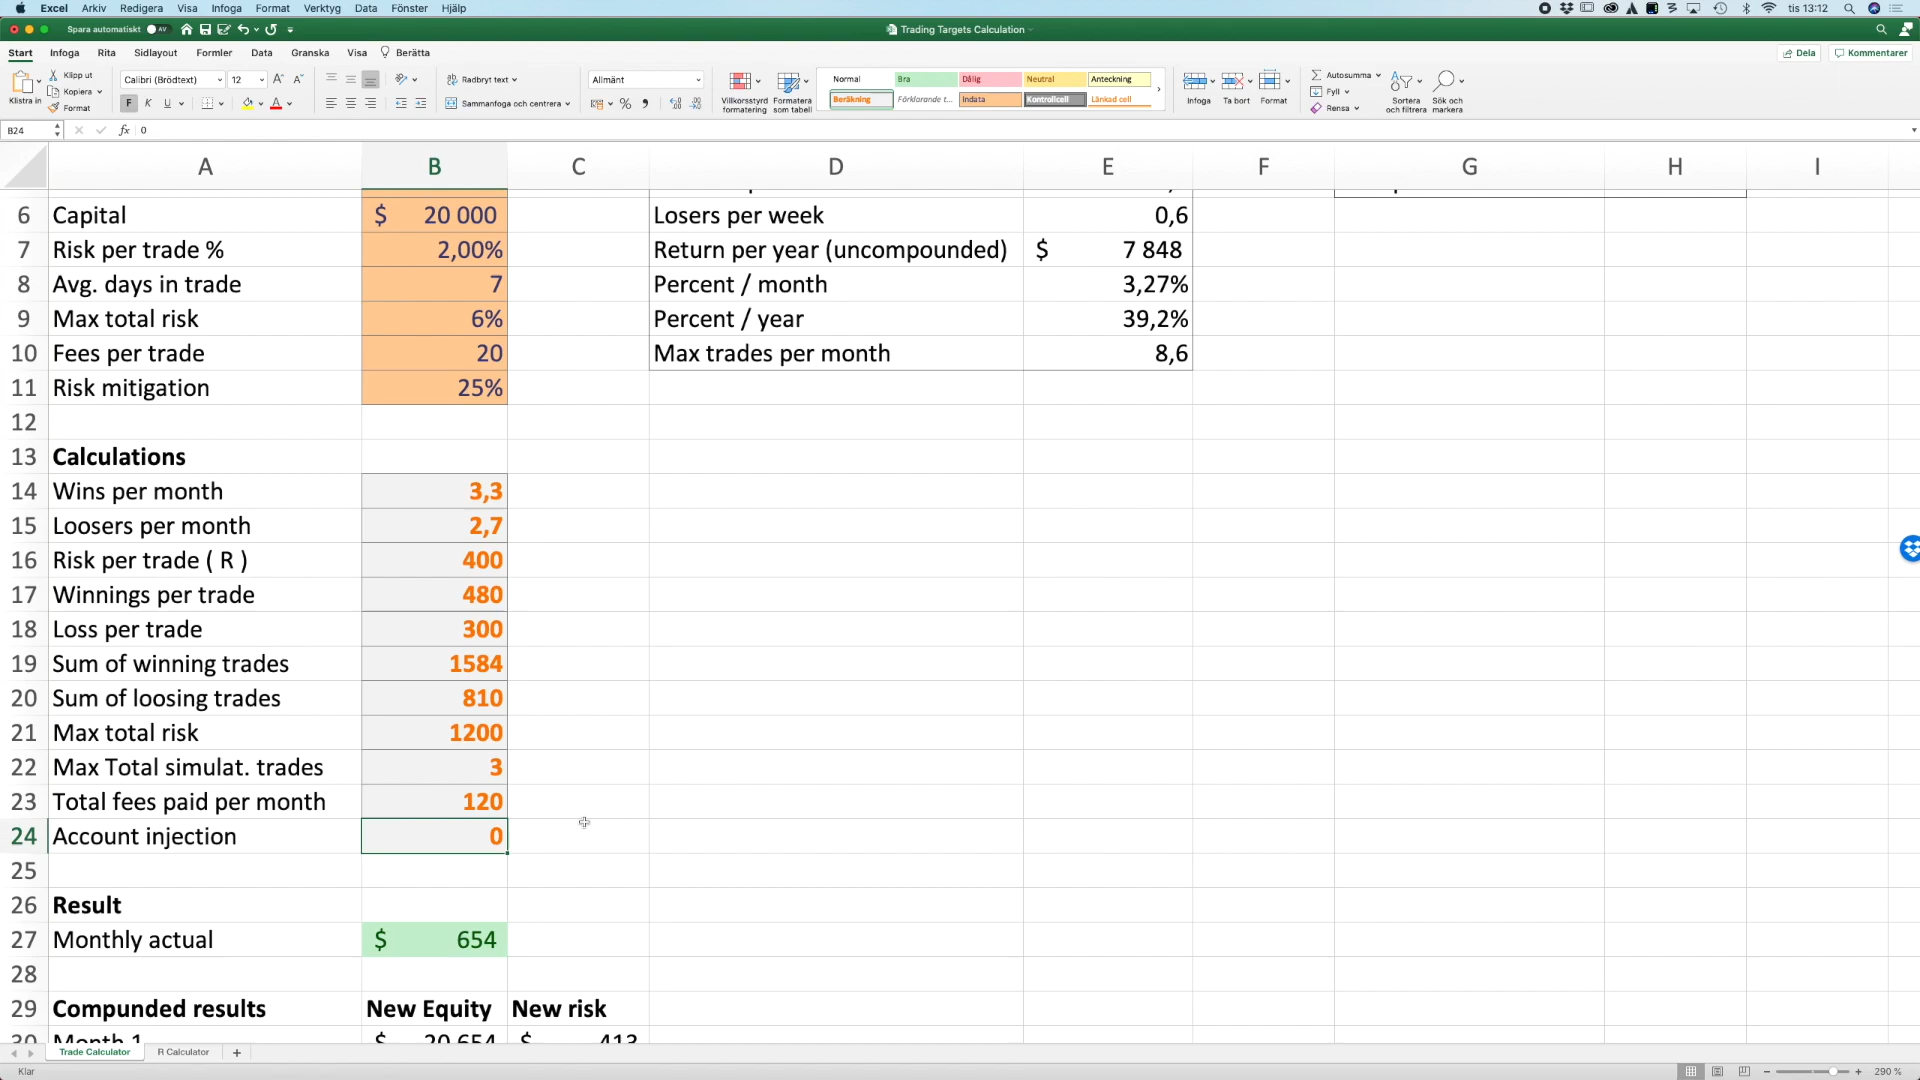 Excel Arkiv Redigera Visa Infoga Format Verktyg Data Fönster Hjälp tis 13:12
Spara automatiskt AV Trading Targets Calculation
Start Infoga Rita Sidlayout Formler Data Granska Visa Berätta Dela Kommentarer
Klistra in Klipp ut Kopiera Format
Calibri (Brödtext) 12
F K U
Radbryt text
Sammanfoga och centrera
Allmänt
Villkorsstyrd formatering Formatera som tabell
Normal Bra Dålig Neutral Anteckning
Beräkning Förklarande t... Indata Kontrollcell Länkad cell
Infoga Ta bort Format
Autosumma Fyll Rensa
Sortera och filtrera Sök och markera
B24 fx 0
A B C D E F G H I
6 Capital $ 20 000 Losers per week 0,6
7 Risk per trade % 2,00% Return per year (uncompounded) $ 7 848
8 Avg. days in trade 7 Percent / month 3,27%
9 Max total risk 6% Percent / year 39,2%
10 Fees per trade 20 Max trades per month 8,6
11 Risk mitigation 25%
12
13 Calculations
14 Wins per month 3,3
15 Loosers per month 2,7
16 Risk per trade ( R ) 400
17 Winnings per trade 480
18 Loss per trade 300
19 Sum of winning trades 1584
20 Sum of loosing trades 810
21 Max total risk 1200
22 Max Total simulat. trades 3
23 Total fees paid per month 120
24 Account injection 0
25
26 Result
27 Monthly actual $ 654
28
29 Compunded results New Equity New risk
30 Month 1 $ 20 654 $ 413
Trade Calculator R Calculator +
Klar 290 %